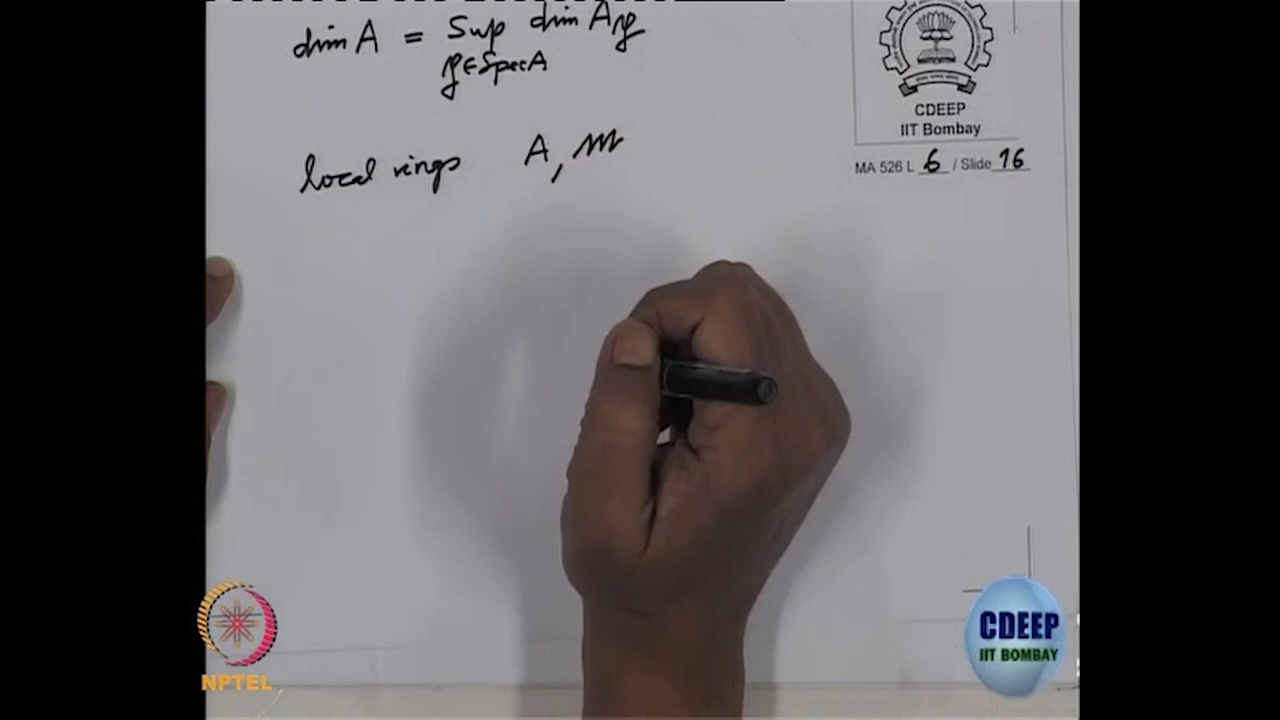 dim A = Sup dim A𝔭
𝔭∈Spec A
local rings A, 𝔪
CDEEP
IIT Bombay
MA 526 L 6 / Slide 16
NPTEL
CDEEP
IIT BOMBAY